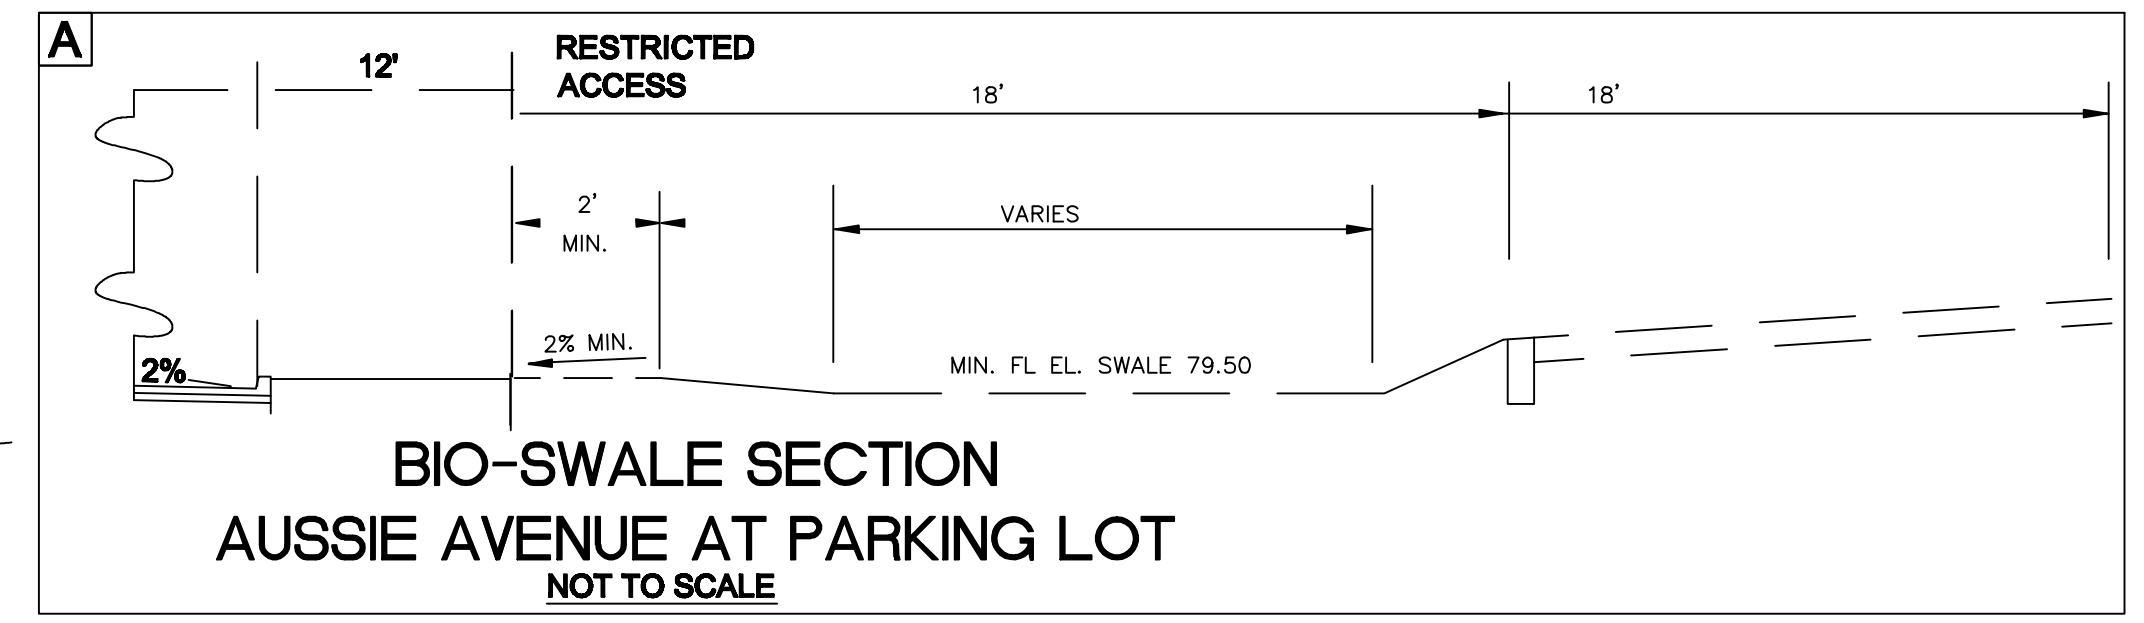 A
12'
RESTRICTED
ACCESS
18'
18'
2'
MIN.
VARIES
2% MIN.
2%
MIN. FL EL. SWALE 79.50
BIO-SWALE SECTION
AUSSIE AVENUE AT PARKING LOT
NOT TO SCALE